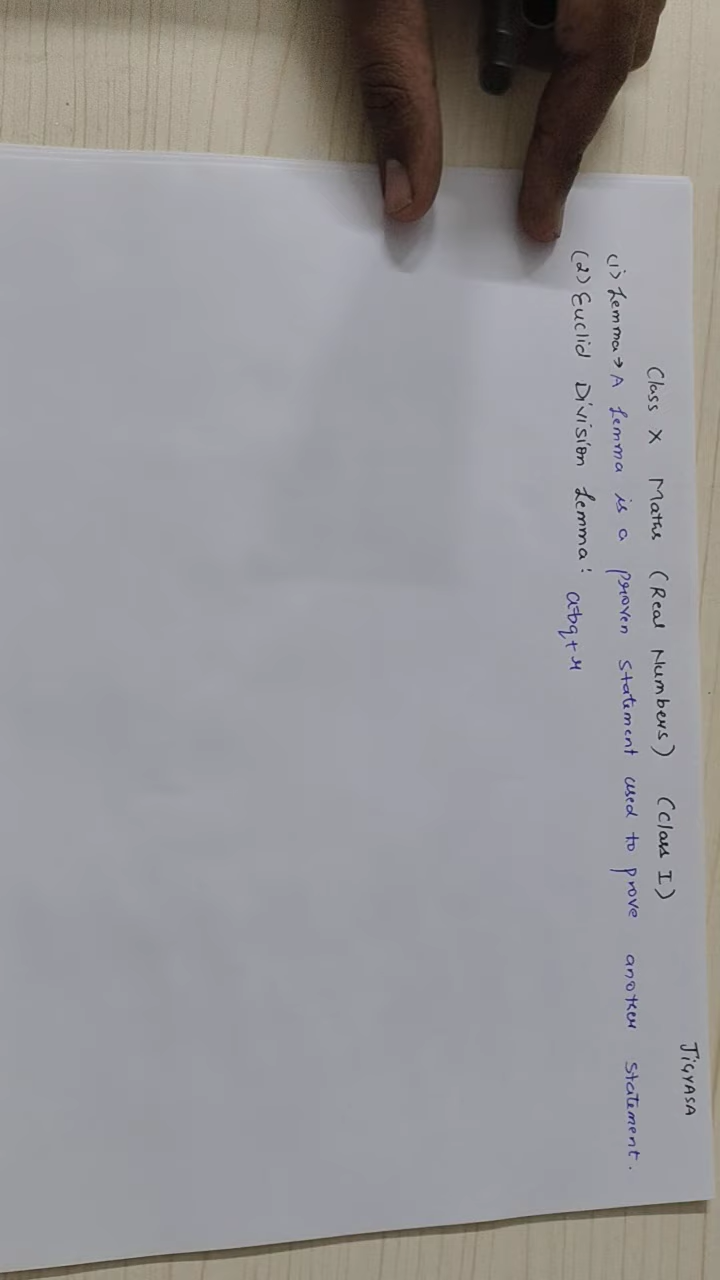 JIGYASA
Class X Maths (Real Numbers) (Class I)
(1) Lemma→ A Lemma is a proven statement used to prove another statement.
(2) Euclid Division Lemma: a=bq+r